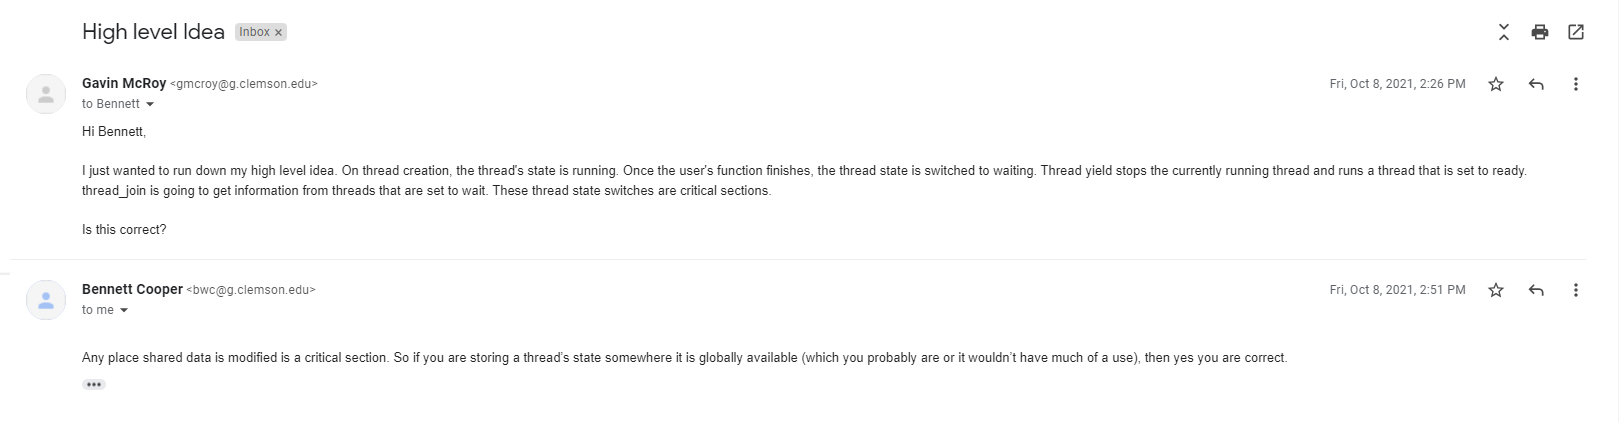 High level Idea Inbox ×
Gavin McRoy <gmcroy@g.clemson.edu> Fri, Oct 8, 2021, 2:26 PM
to Bennett
Hi Bennett,
I just wanted to run down my high level idea. On thread creation, the thread's state is running. Once the user's function finishes, the thread state is switched to waiting. Thread yield stops the currently running thread and runs a thread that is set to ready.
thread_join is going to get information from threads that are set to wait. These thread state switches are critical sections.
Is this correct?
Bennett Cooper <bwc@g.clemson.edu> Fri, Oct 8, 2021, 2:51 PM
to me
Any place shared data is modified is a critical section. So if you are storing a thread's state somewhere it is globally available (which you probably are or it wouldn't have much of a use), then yes you are correct.